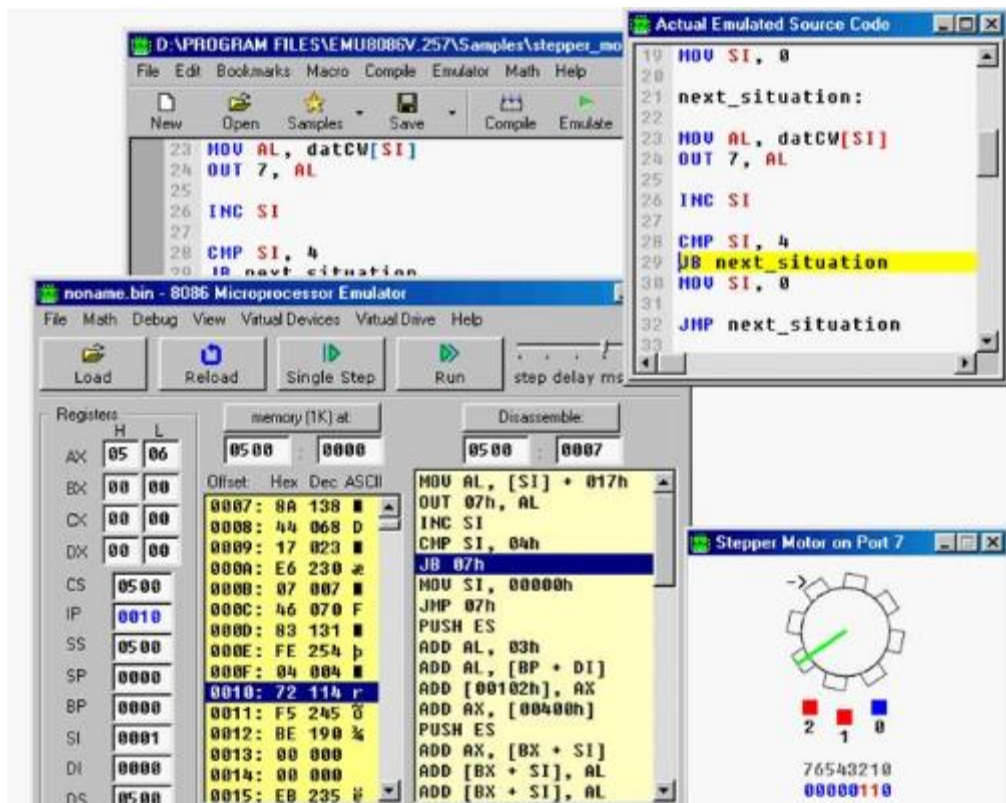 D:\PROGRAM FILES\EMU8086V.257\Samples\stepper_mo
File Edit Bookmarks Macro Compile Emulator Math Help
New Open Samples Save Compile Emulate
23 MOV AL, datCW[SI]
24 OUT 7, AL
25
26 INC SI
27
28 CMP SI, 4
29 JB next_situation
Actual Emulated Source Code
19 MOV SI, 0
20
21 next_situation:
22
23 MOV AL, datCW[SI]
24 OUT 7, AL
25
26 INC SI
27
28 CMP SI, 4
29 JB next_situation
30 MOV SI, 0
31
32 JMP next_situation
33
noname.bin - 8086 Microprocessor Emulator
File Math Debug View Virtual Devices Virtual Drive Help
Load Reload Single Step Run step delay ms
Registers
H L
AX 05 06
BX 00 00
CX 00 00
DX 00 00
CS 0500
IP 0010
SS 0500
SP 0000
BP 0000
SI 0001
DI 0000
DS 0500
memory (1K) at:
0500 : 0000
Offset: Hex Dec ASCII
0007: 8A 138
0008: 44 068 D
0009: 17 023
000A: E6 230 æ
000B: 07 007
000C: 46 070 F
000D: 83 131
000E: FE 254 þ
000F: 04 004
0010: 72 114 r
0011: F5 245 õ
0012: BE 190 ¾
0013: 00 000
0014: 00 000
0015: EB 235 ë
Disassemble:
0500 : 0007
MOV AL, [SI] + 017h
OUT 07h, AL
INC SI
CMP SI, 04h
JB 07h
MOV SI, 00000h
JMP 07h
PUSH ES
ADD AL, 03h
ADD AL, [BP + DI]
ADD [00102h], AX
ADD AX, [00400h]
PUSH ES
ADD AX, [BX + SI]
ADD [BX + SI], AL
ADD [BX + SI], AL
Stepper Motor on Port 7
->
2 1 0
76543210
00000110